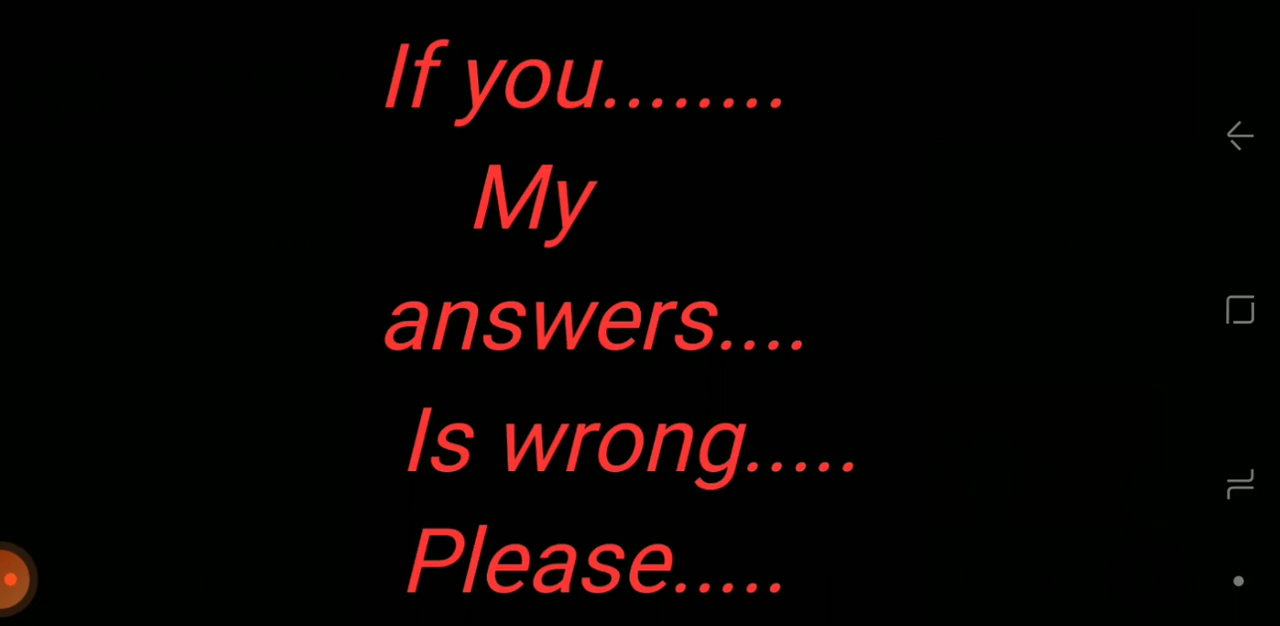 If you........
My
answers....
Is wrong.....
Please.....